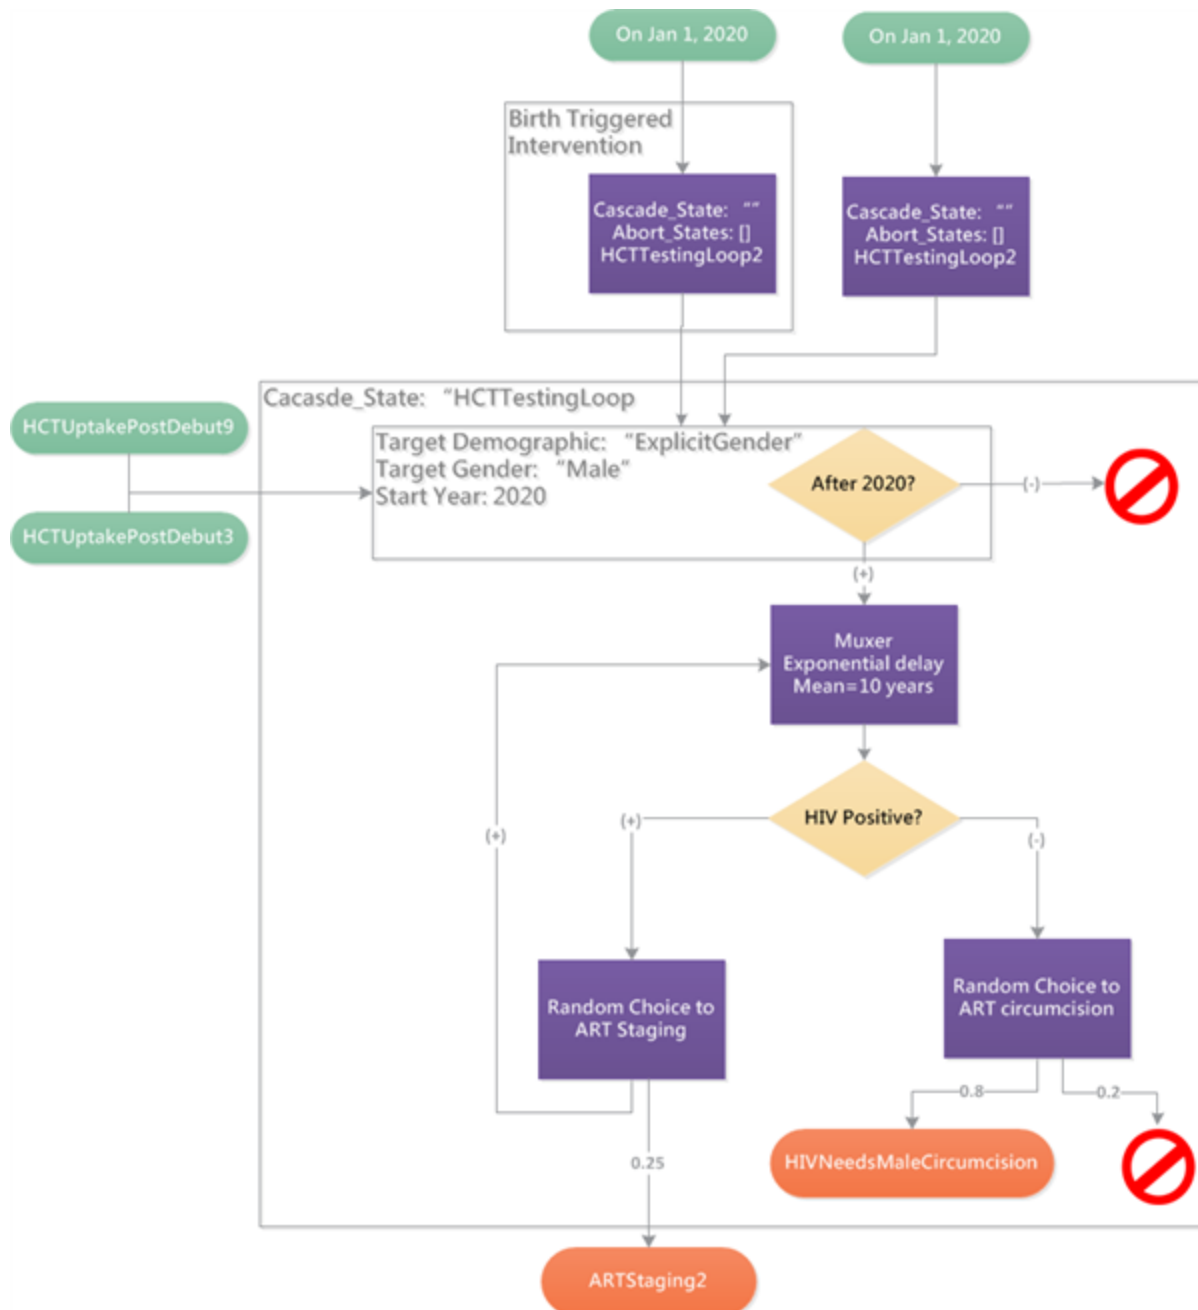 On Jan 1, 2020
On Jan 1, 2020
Birth Triggered
Intervention
Cascade_State: “”
Abort_States: []
HCTTestingLoop2
Cascade_State: “”
Abort_States: []
HCTTestingLoop2
Cacasde_State: “HCTTestingLoop
HCTUptakePostDebut9
HCTUptakePostDebut3
Target Demographic: “ExplicitGender”
Target Gender: “Male”
Start Year: 2020
After 2020?
(-)
(+)
Muxer
Exponential delay
Mean=10 years
HIV Positive?
(+)
(+)
(-)
Random Choice to
ART Staging
Random Choice to
ART circumcision
0.8
0.2
0.25
HIVNeedsMaleCircumcision
ARTStaging2